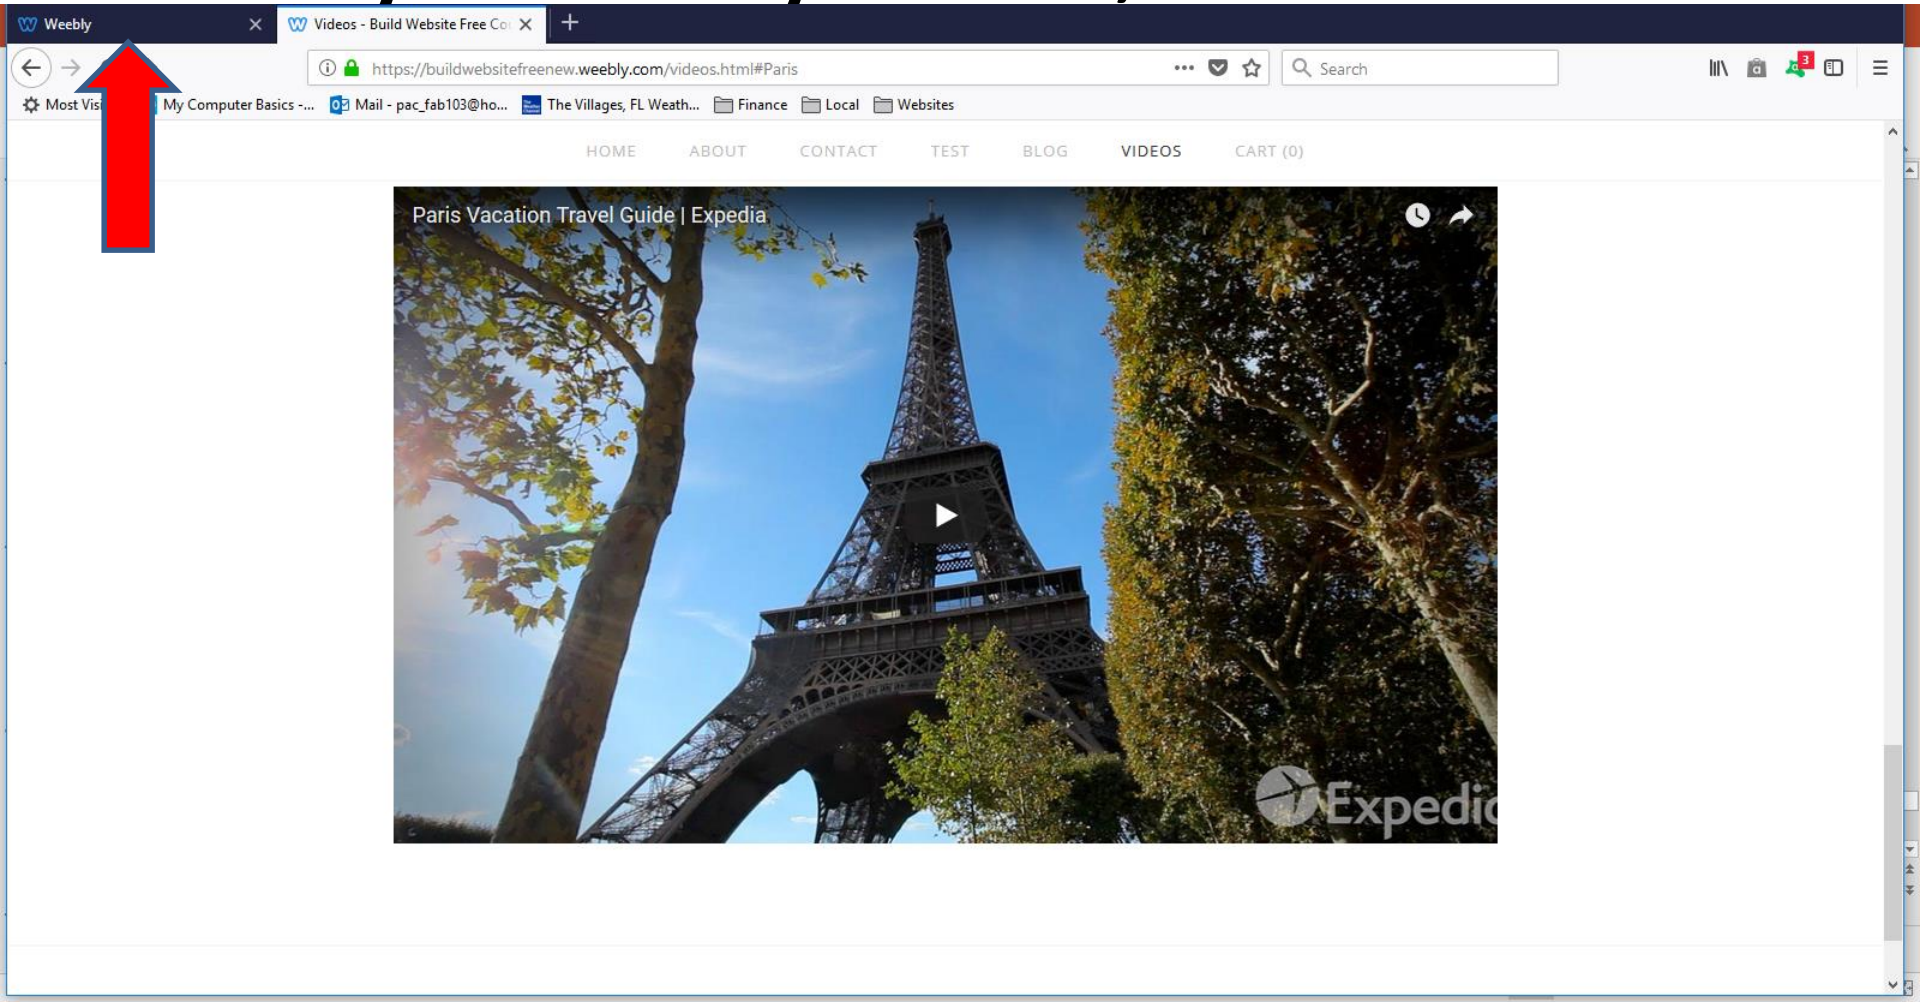 Weebly
Videos - Build Website Free Co
https://buildwebsitefreenew.weebly.com/videos.html#Paris
Search
3
Most Visi
My Computer Basics -...
Mail - pac_fab103@ho...
The Villages, FL Weath...
Finance
Local
Websites
HOME ABOUT CONTACT TEST BLOG VIDEOS CART (0)
Paris Vacation Travel Guide | Expedia
Expedia